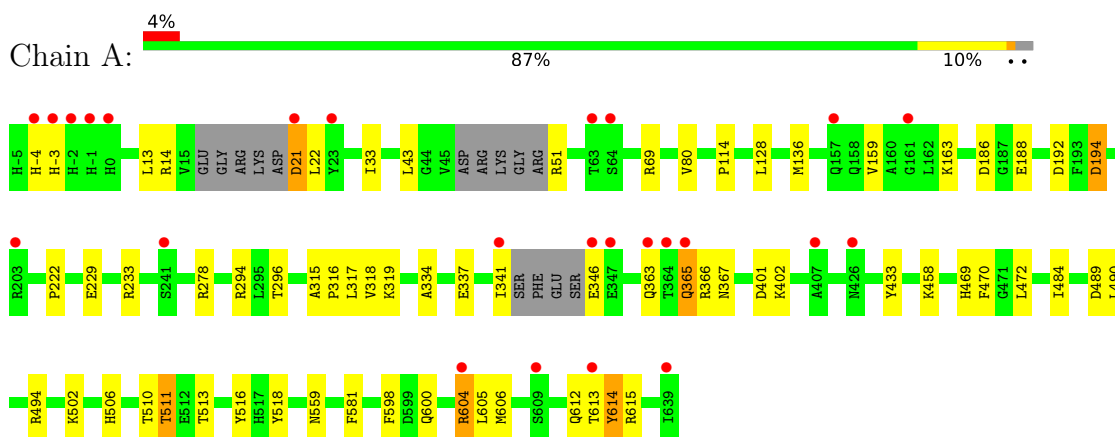 4%
Chain A:
87% 10% • •
H-5 H-4 H-3 H-2 H-1 H0 L13 R14 V15 GLU GLY ARG LYS ASP D21 L22 Y23 I33 L43 G44 V45 ASP ARG LYS GLY ARG R51 T63 S64 R69 V80 P114 L128 M136 Q157 Q158 V159 A160 G161 L162 K163 D186 G187 E188 D192 F193 D194
R203 P222 E229 R233 S241 R278 R294 L295 T296 A315 P316 L317 V318 K319 A334 E337 I341 SER PHE GLU SER E346 E347 Q363 T364 Q365 R366 N367 D401 K402 A407 N426 Y433 K458 H469 F470 G471 L472 I484 D489 L490
R494 K502 H506 T510 T511 E512 T513 Y516 H517 Y518 N559 F581 F598 D599 Q600 R604 L605 M606 S609 Q612 T613 Y614 R615 I639